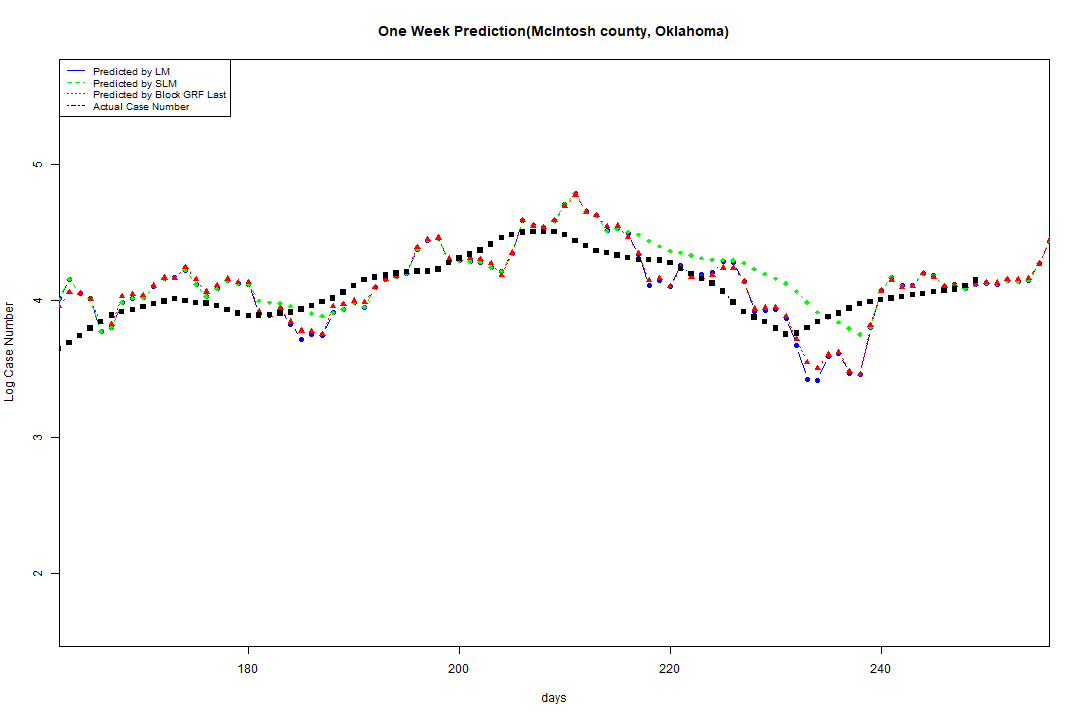 One Week Prediction(McIntosh county, Oklahoma)
Predicted by LM
Predicted by SLM
Predicted by Block GRF Last
Actual Case Number
5
4
3
2
Log Case Number
180 200 220 240
days